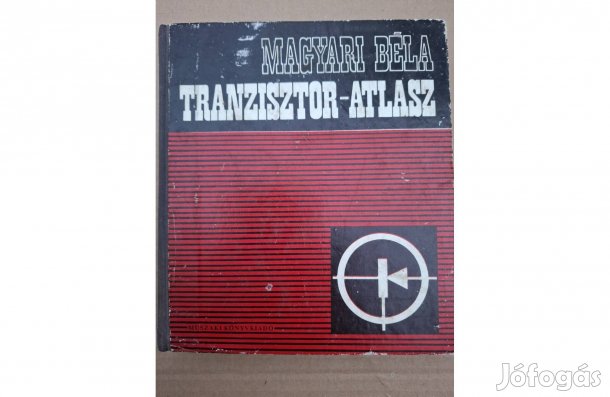 MAGYARI BÉLA
TRANZISZTOR-ATLASZ
MŰSZAKI KÖNYVKIADÓ
Jófogás